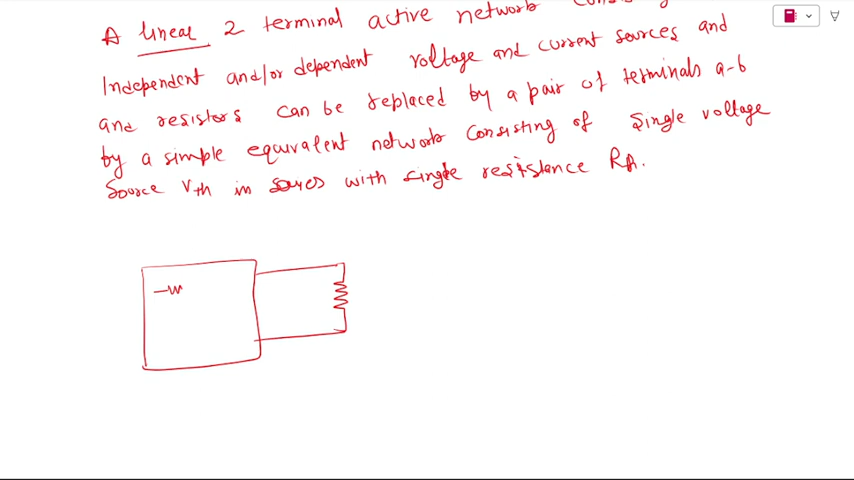 A linear 2 terminal active network
Independent and/or dependent voltage and current sources and
and resistors can be replaced by a pair of terminals a-b
by a simple equivalent network consisting of single voltage
Source Vth in series with single resistance